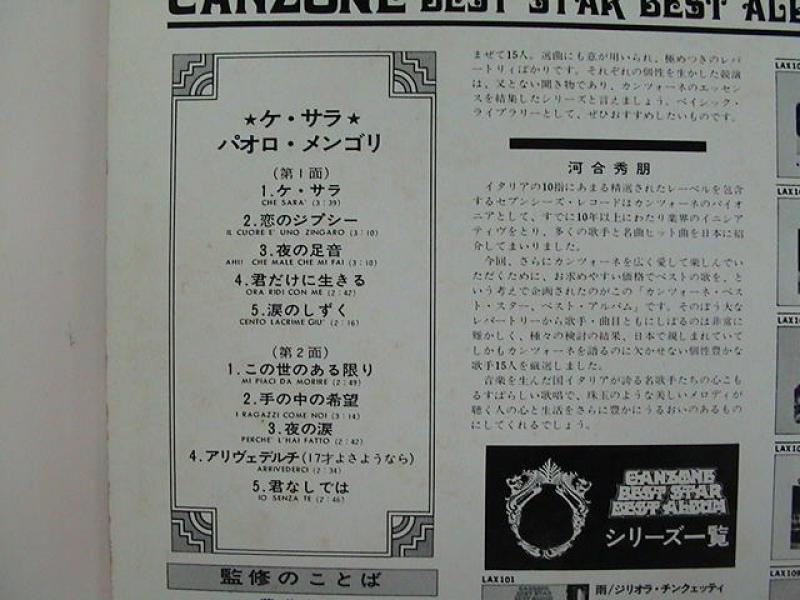 CANZONE BEST STAR BEST ALB
★ケ・サラ★
パオロ・メンゴリ
(第1面)
1.ケ・サラ
CHE SARA' (3:39)
2.恋のジプシー
IL CUORE E' UNO ZINGARO (3:10)
3.夜の足音
AHI! CHE MALE CHE MI FAI (3:10)
4.君だけに生きる
ORA RIDI CON ME (2:42)
5.涙のしずく
CENTO LACRIME GIU' (2:16)
(第2面)
1.この世のある限り
MI PIACI DA MORIRE (2:49)
2.手の中の希望
I RAGAZZI COME NOI (3:14)
3.夜の涙
PERCHE' L'HAI FATTO (2:42)
4.アリヴェデルチ(17才よさようなら)
ARRIVEDERCI (2:34)
5.君なしでは
IO SENZA TE (2:46)
監修のことば
まぜて15人。選曲にも意が用いられ、極めつきのレパ
ートリィばかりです。それぞれの個性を生かした競演
は、又とない聞き物であり、カンツォーネのエッセン
スを結集したシリーズと言えましょう。ベイシック・
ライブラリーとして、ぜひおすすめしたいものです。
河合秀朋
イタリアの10指にあまる精選されたレーベルを包含
するセブンシーズ・レコードはカンツォーネのパイオ
ニアとして、すでに10年以上にわたり業界のイニシア
ティヴをとり、多くの歌手と名曲ヒット曲を日本に紹
介してまいりました。
今回、さらにカンツォーネを広く愛して楽しんでい
ただくために、お求めやすい価格でベストの歌を、と
いう考えで企画されたのがこの「カンツォーネ・ベス
ト・スター、ベスト・アルバム」です。そのぼう大な
レパートリーから歌手・曲目ともにしぼるのは非常に
難かしく、種々の検討の結果、日本で親しまれていて
しかもカンツォーネを語るのに欠かせない個性豊かな
歌手15人を厳選しました。
音楽を生んだ国イタリアが誇る名歌手たちの心こも
るすばらしい歌唱で、珠玉のような美しいメロディが
聴く人の心と生活をさらに豊かにうるおいのあるもの
にしてくれるでしょう。
CANZONE
BEST STAR
BEST ALBUM
シリーズ一覧
LAX101
雨/ジリオラ・チンクェッティ
LAX10
LAX10
LAX10
LAX10
LAX109